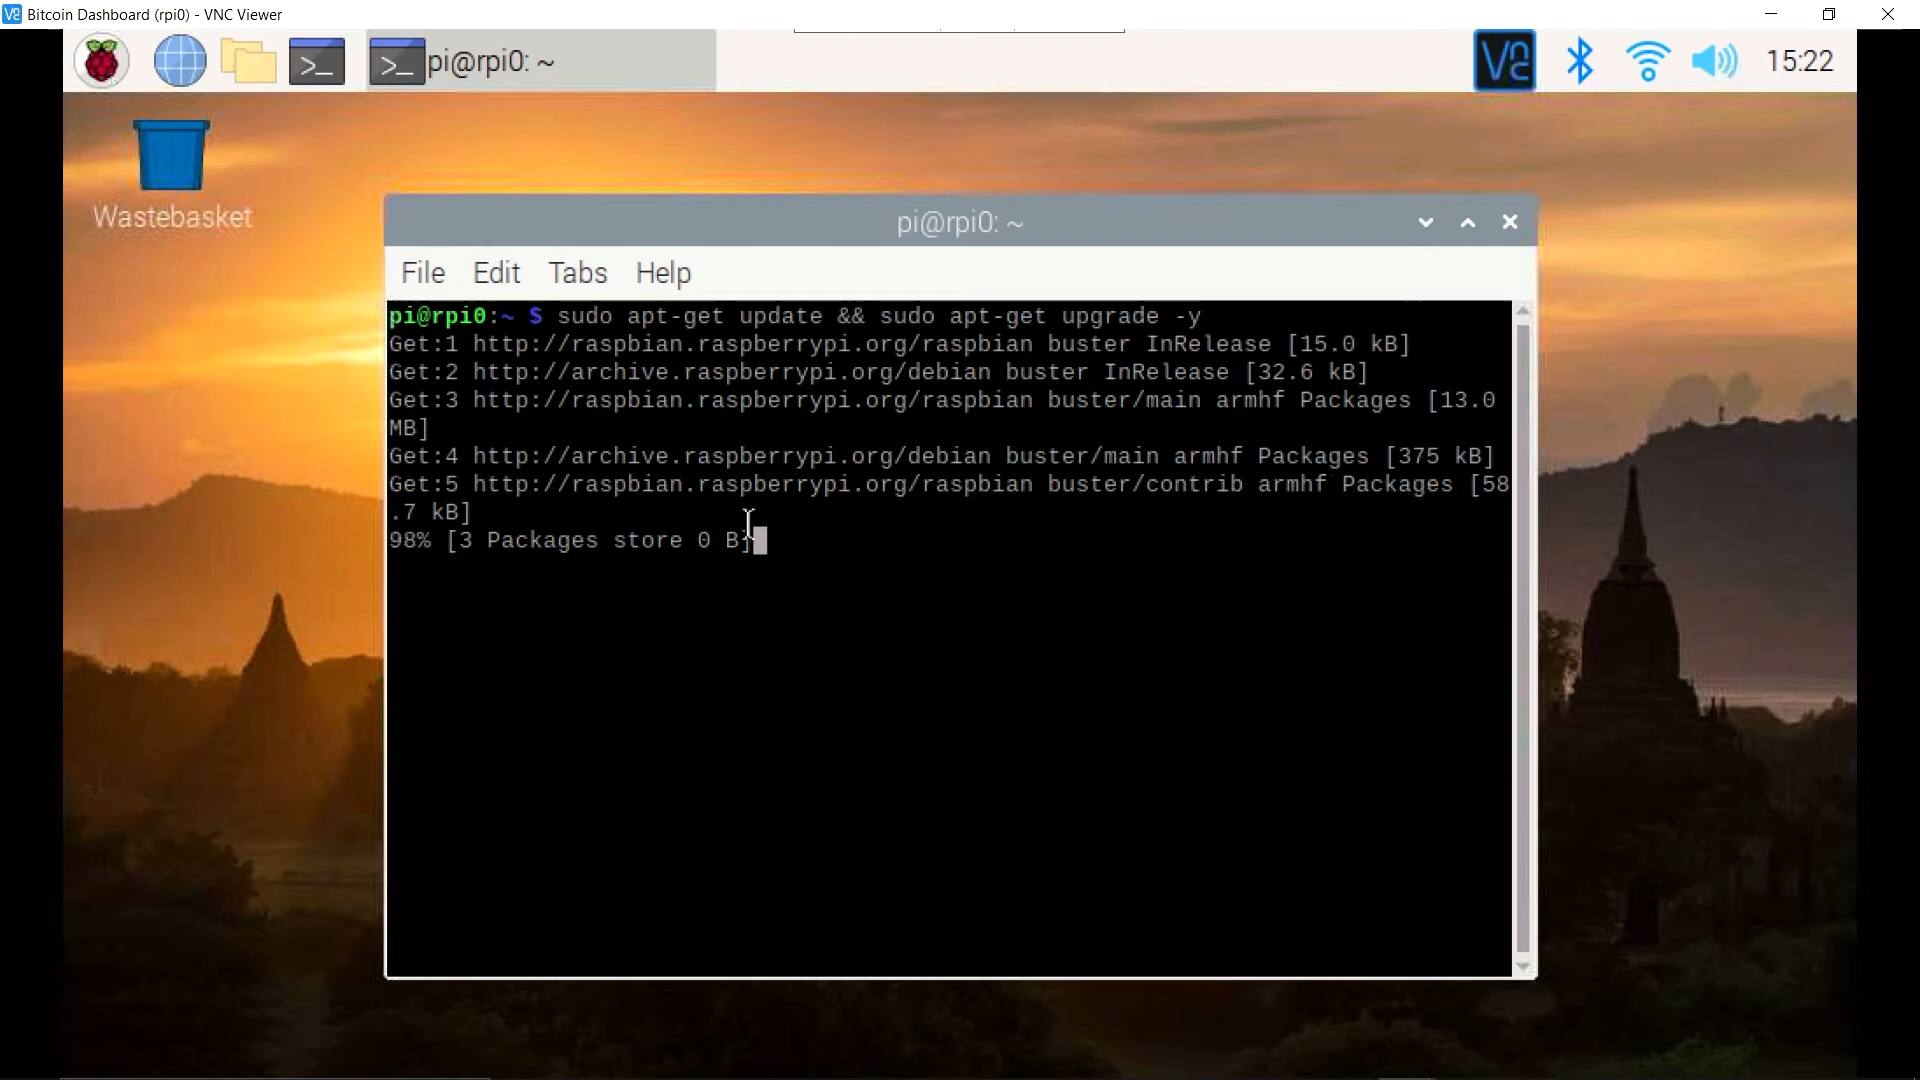 Bitcoin Dashboard (rpi0) - VNC Viewer
pi@rpi0: ~
15:22
Wastebasket
pi@rpi0: ~
File Edit Tabs Help
pi@rpi0:~ $ sudo apt-get update && sudo apt-get upgrade -y
Get:1 http://raspbian.raspberrypi.org/raspbian buster InRelease [15.0 kB]
Get:2 http://archive.raspberrypi.org/debian buster InRelease [32.6 kB]
Get:3 http://raspbian.raspberrypi.org/raspbian buster/main armhf Packages [13.0
MB]
Get:4 http://archive.raspberrypi.org/debian buster/main armhf Packages [375 kB]
Get:5 http://raspbian.raspberrypi.org/raspbian buster/contrib armhf Packages [58
.7 kB]
98% [3 Packages store 0 B]